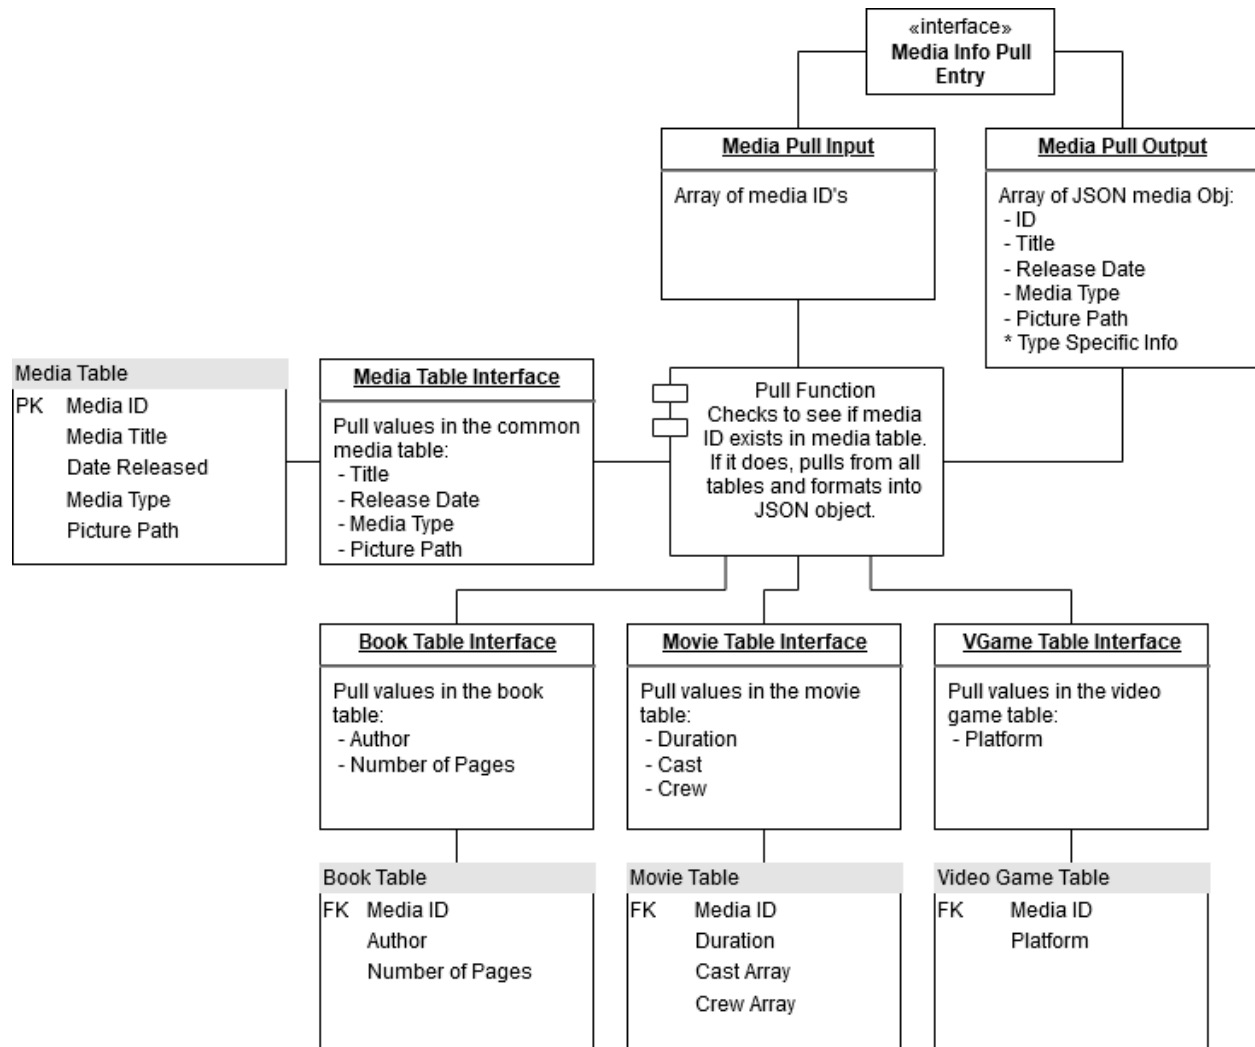 «interface»
Media Info Pull
Entry
Media Pull Input
Array of media ID's
Media Pull Output
Array of JSON media Obj:
- ID
- Title
- Release Date
- Media Type
- Picture Path
* Type Specific Info
Media Table
PK Media ID
Media Title
Date Released
Media Type
Picture Path
Media Table Interface
Pull values in the common
media table:
- Title
- Release Date
- Media Type
- Picture Path
Pull Function
Checks to see if media
ID exists in media table.
If it does, pulls from all
tables and formats into
JSON object.
Book Table Interface
Pull values in the book
table:
- Author
- Number of Pages
Movie Table Interface
Pull values in the movie
table:
- Duration
- Cast
- Crew
VGame Table Interface
Pull values in the video
game table:
- Platform
Book Table
FK Media ID
Author
Number of Pages
Movie Table
FK Media ID
Duration
Cast Array
Crew Array
Video Game Table
FK Media ID
Platform